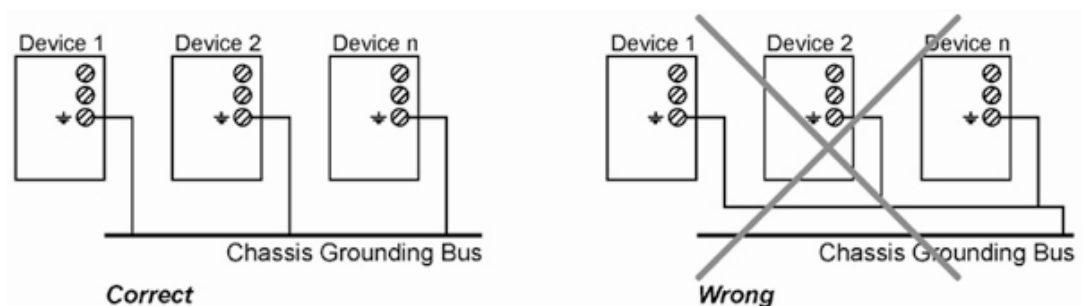 Device 1
Device 2
Device n
Chassis Grounding Bus
Correct
Device 1
Device 2
Device n
Chassis Grounding Bus
Wrong